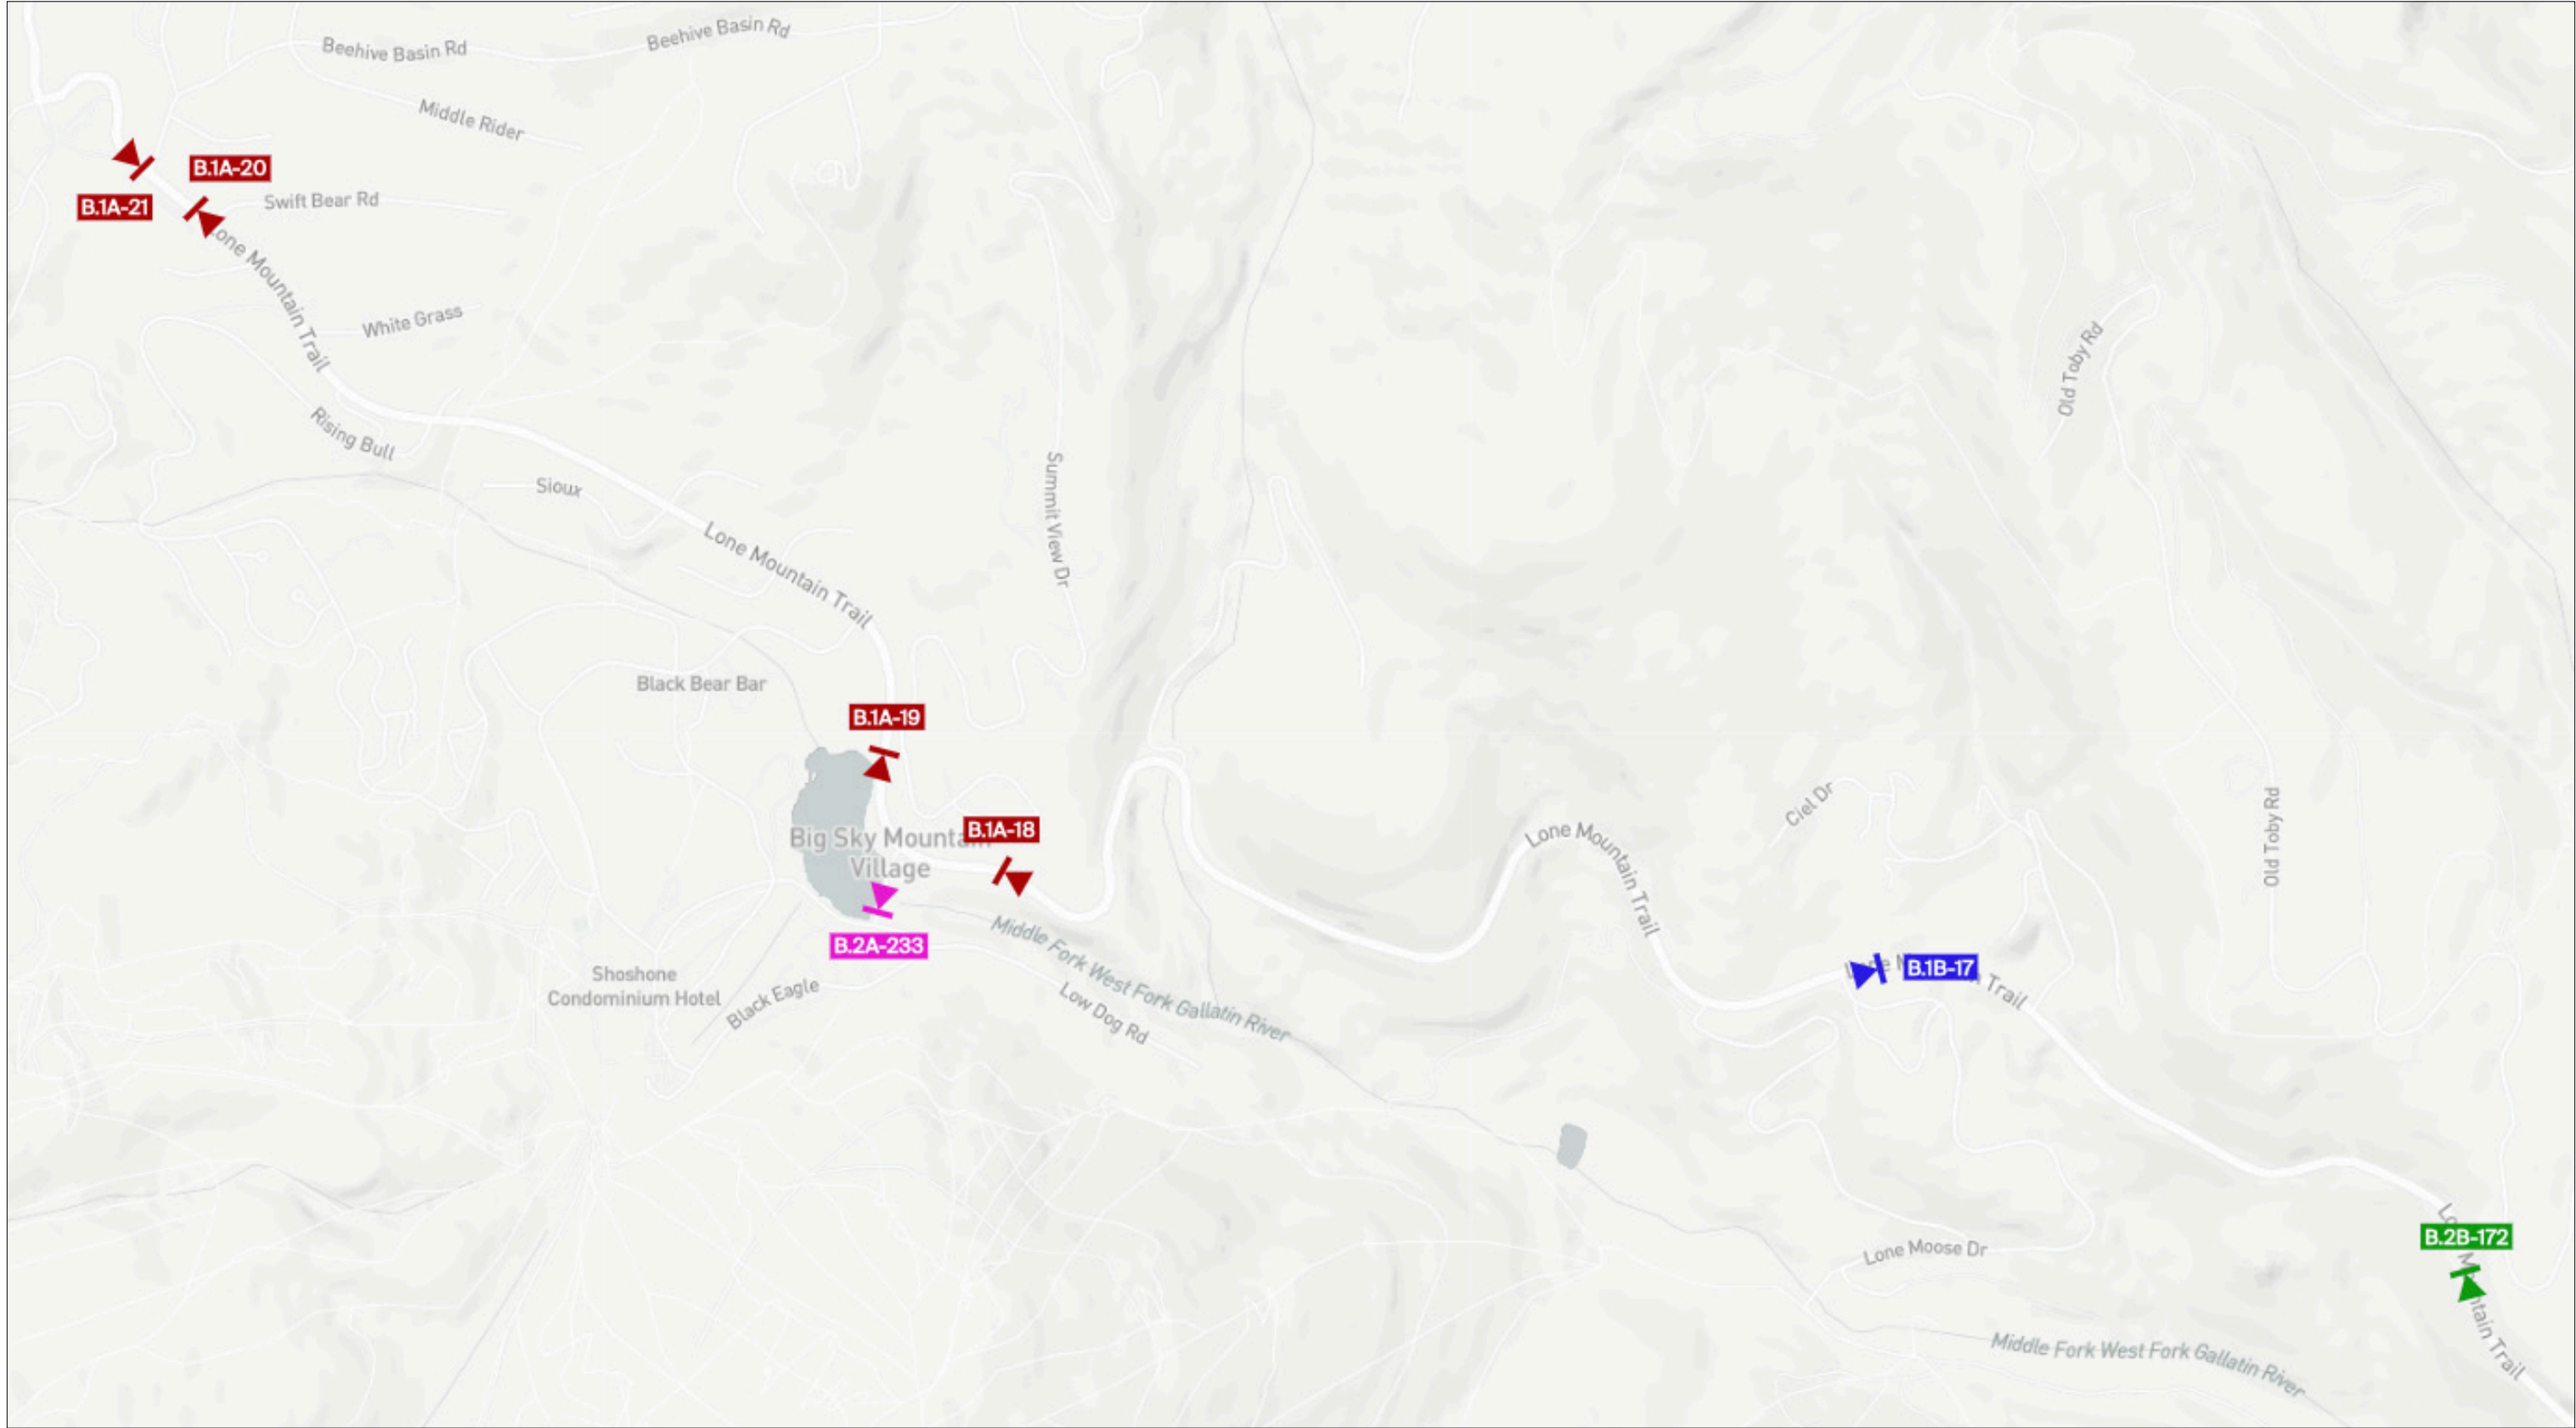 Beehive Basin Rd
Beehive Basin Rd
Middle Rider
B.1A-20
B.1A-21
Swift Bear Rd
Lone Mountain Trail
White Grass
Old Toby Rd
Rising Bull
Sioux
Summit View Dr
Lone Mountain Trail
Black Bear Bar
B.1A-19
Ciel Dr
Old Toby Rd
B.1A-18
Big Sky Mountain
Village
Lone Mountain Trail
B.2A-233
Middle Fork West Fork Gallatin River
B.1B-17
Trail
Shoshone
Condominium Hotel
Black Eagle
Low Dog Rd
B.2B-172
Lone Moose Dr
Middle Fork West Fork Gallatin River
Trail